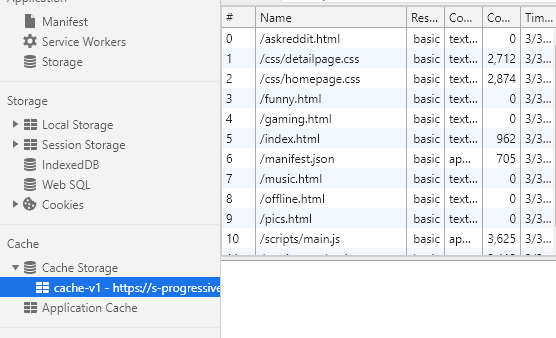 Application
Manifest
Service Workers
Storage
Storage
Local Storage
Session Storage
IndexedDB
Web SQL
Cookies
Cache
Cache Storage
cache-v1 - https://s-progressive
Application Cache
# Name Res... Co... Co... Tim...
0 /askreddit.html basic text... 0 3/3...
1 /css/detailpage.css basic text... 2,712 3/3...
2 /css/homepage.css basic text... 2,874 3/3...
3 /funny.html basic text... 0 3/3...
4 /gaming.html basic text... 0 3/3...
5 /index.html basic text... 962 3/3...
6 /manifest.json basic ap... 705 3/3...
7 /music.html basic text... 0 3/3...
8 /offline.html basic text... 0 3/3...
9 /pics.html basic text... 0 3/3...
10 /scripts/main.js basic ap... 3,625 3/3...